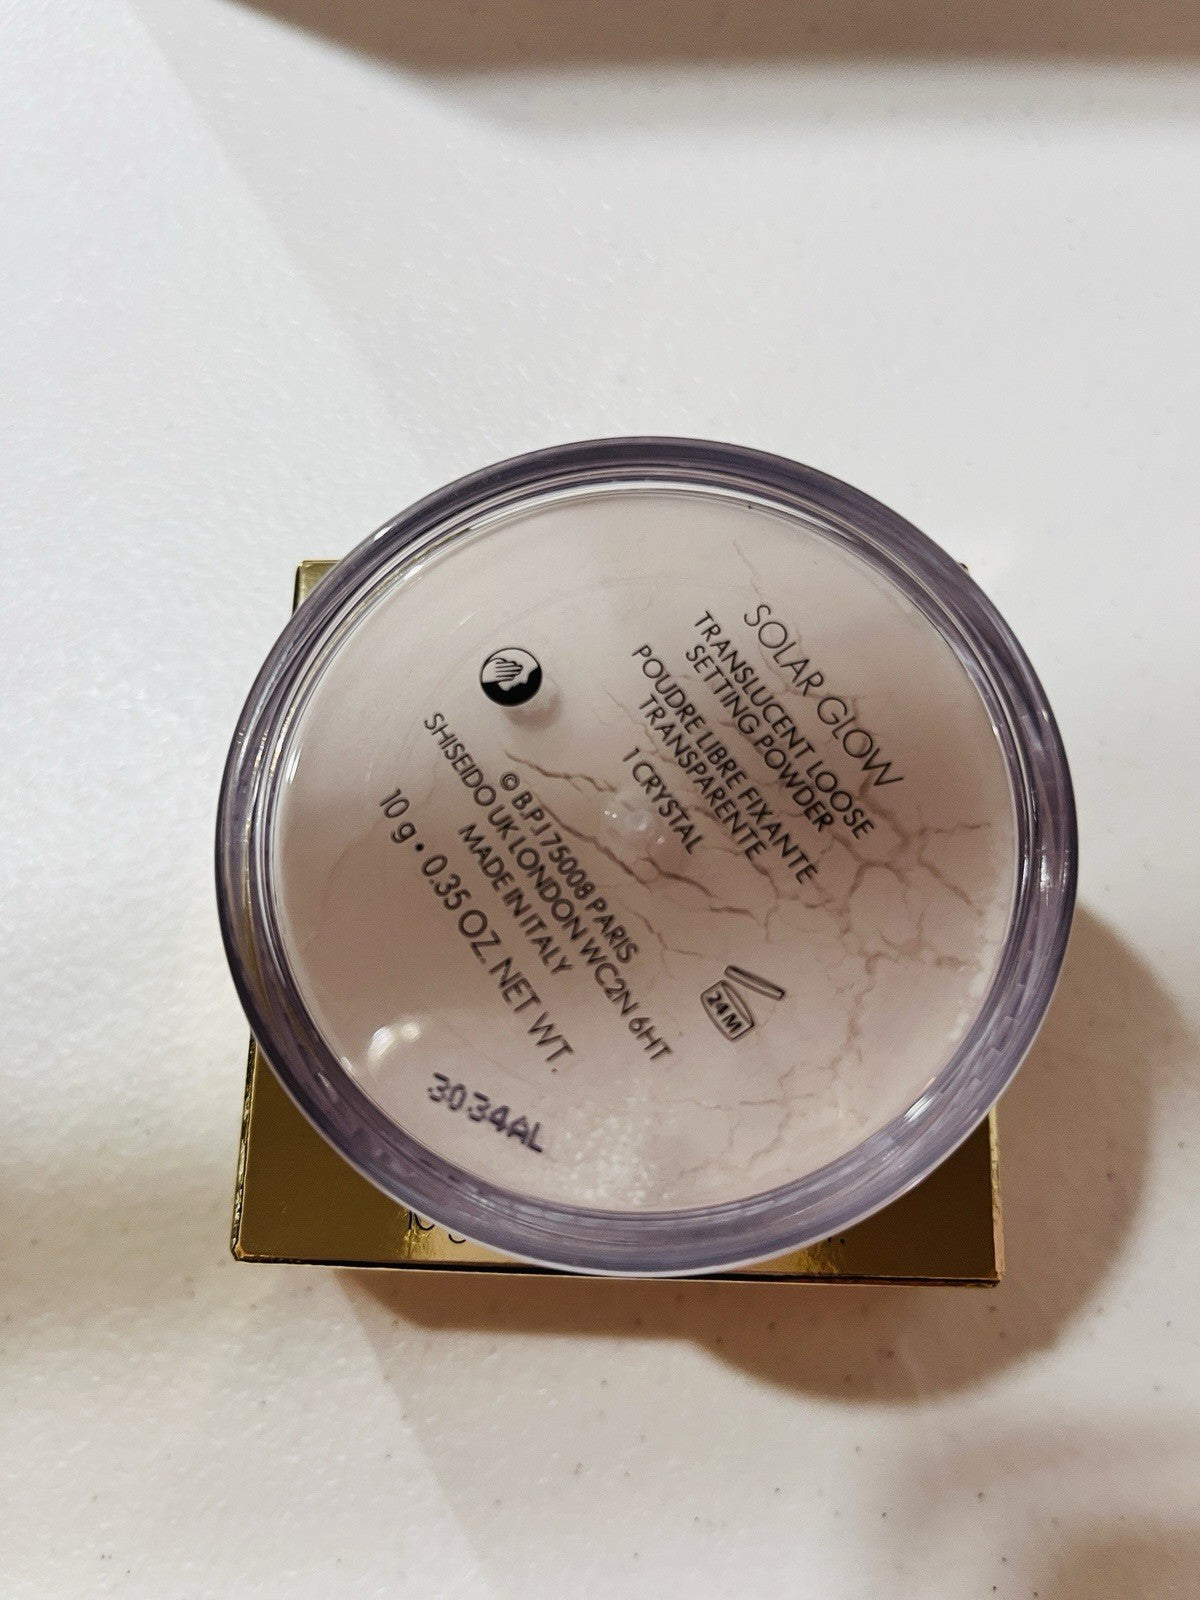 SOLAR GLOW
TRANSLUCENT LOOSE
SETTING POWDER
POUDRE LIBRE FIXANTE
TRANSPARENTE
1 CRYSTAL
© B.P.I 75008 PARIS
SHISEIDO UK LONDON WC2N 6HT
MADE IN ITALY
10 g • 0.35 OZ. NET WT.
24M
3034AL